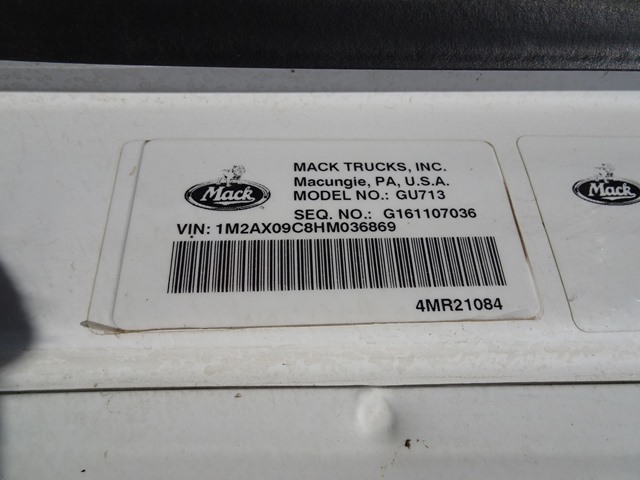 Mack
MACK TRUCKS, INC.
Macungie, PA, U.S.A.
MODEL NO.: GU713
SEQ. NO.: G161107036
VIN: 1M2AX09C8HM036869
4MR21084
Mack